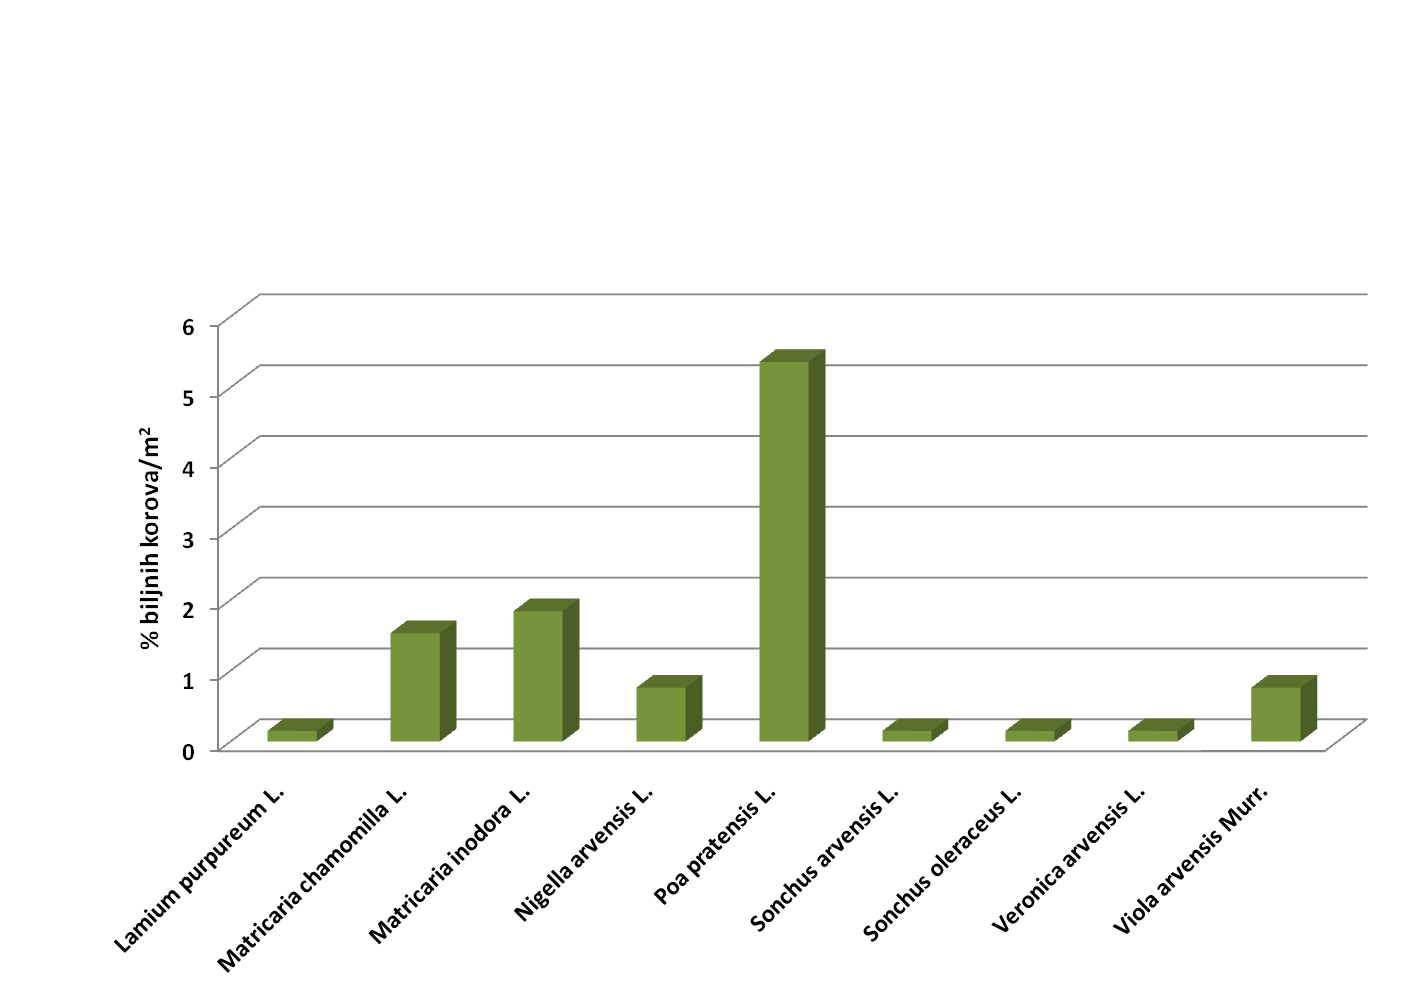 6
5
4
3
2
1
0
% biljnih korova/m²
Lamium purpureum L.
Matricaria chamomilla L.
Matricaria inodora L.
Nigella arvensis L.
Poa pratensis L.
Sonchus arvensis L.
Sonchus oleraceus L.
Veronica arvensis L.
Viola arvensis Murr.